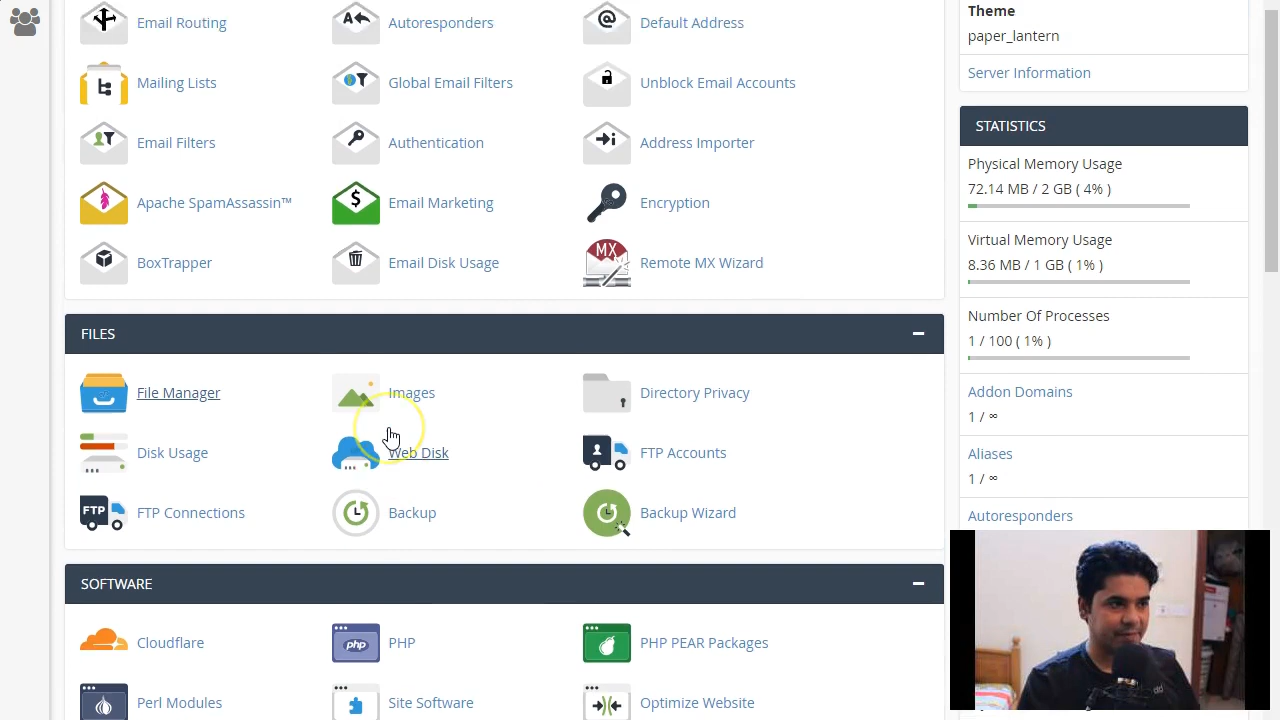 Email Routing
Autoresponders
Default Address
Mailing Lists
Global Email Filters
Unblock Email Accounts
Email Filters
Authentication
Address Importer
Apache SpamAssassin™
$
Email Marketing
Encryption
BoxTrapper
Email Disk Usage
MX
Remote MX Wizard
FILES
File Manager
Images
Directory Privacy
Disk Usage
Web Disk
FTP Accounts
FTP
FTP Connections
Backup
Backup Wizard
SOFTWARE
Cloudflare
php
PHP
PHP PEAR Packages
Perl Modules
Site Software
Optimize Website
Theme
paper_lantern
Server Information
STATISTICS
Physical Memory Usage
72.14 MB / 2 GB ( 4% )
Virtual Memory Usage
8.36 MB / 1 GB ( 1% )
Number Of Processes
1 / 100 ( 1% )
Addon Domains
1 / ∞
Aliases
1 / ∞
Autoresponders